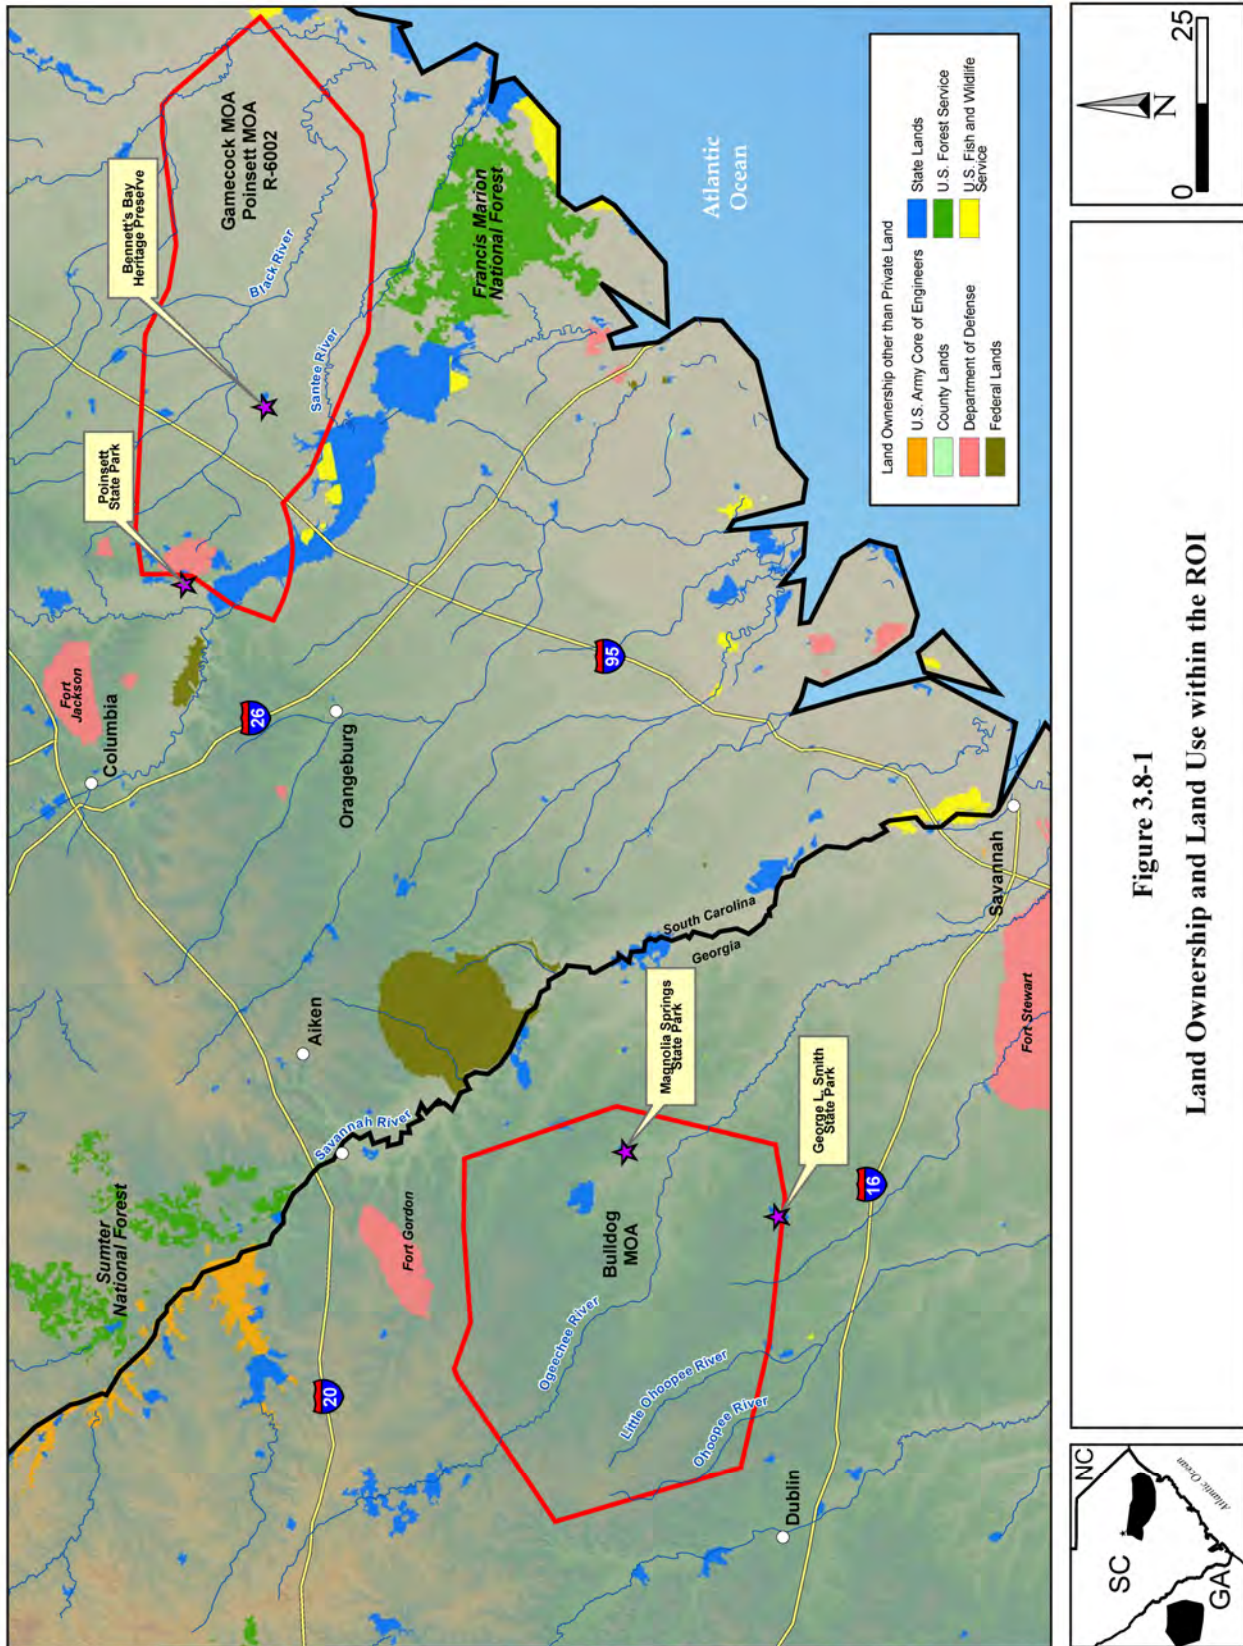 Gamecock MOA
Poinsett MOA
R-6002
Bennett's Bay
Heritage Preserve
Black River
Poinsett
State Park
Santee River
Francis Marion
National Forest
Atlantic
Ocean
Fort
Jackson
Columbia
26
Orangeburg
95
Aiken
Savannah River
Sumter
National Forest
20
Fort Gordon
South Carolina
Georgia
Magnolia Springs
State Park
George L. Smith
State Park
Bulldog
MOA
Ogeechee River
Little Ohoopee River
Ohoopee River
16
Dublin
Savannah
Fort Stewart
Land Ownership other than Private Land
U.S. Army Core of Engineers
County Lands
Department of Defense
Federal Lands
State Lands
U.S. Forest Service
U.S. Fish and Wildlife
Service
SC
NC
GA
Atlantic Ocean
Figure 3.8-1
Land Ownership and Land Use within the ROI
N
0 25